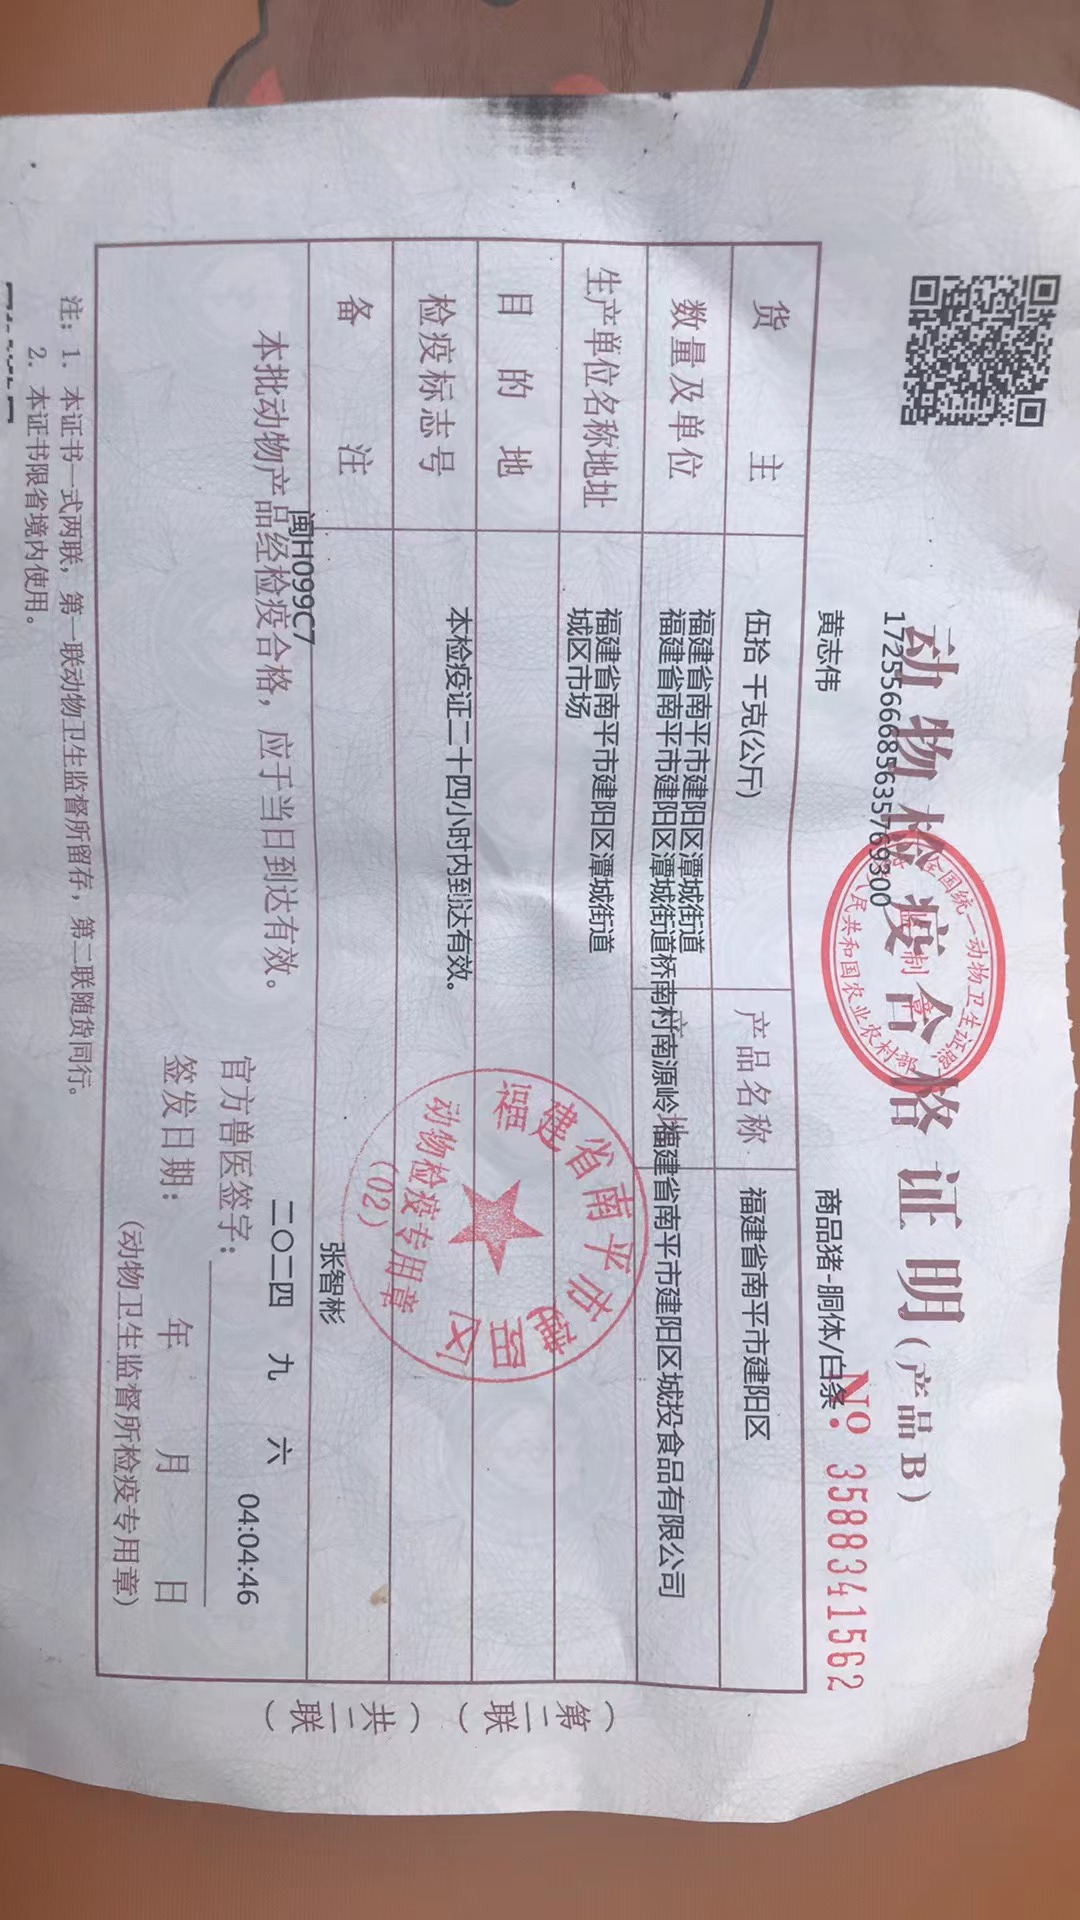 动物检疫合格证明(产品B)
1725566685635769300
全国统一动物卫生证章
监制章
人民共和国农业农村部
No. 3588341562
黄志伟
商品猪-胴体/白条
货 主
产品名称
伍拾 千克(公斤)
福建省南平市建阳区
数量及单位
福建省南平市建阳区潭城街道
福建省南平市建阳区潭城街道桥南村南源岭 福建省南平市建阳区城投食品有限公司
生产单位名称地址
福建省南平市建阳区潭城街道
城区市场
目的地
检疫标志号
本检疫证二十四小时内到达有效。
备 注
福建省南平市建阳区
动物检疫专用章
(02)
张智彬
闽H099C7
本批动物产品经检疫合格，应于当日到达有效。
二〇二四 九 六
04:04:46
官方兽医签字：
签发日期： 年 月 日
(动物卫生监督所检疫专用章)
注：1. 本证书一式两联，第一联动物卫生监督所留存，第二联随货同行。
2. 本证书限省境内使用。
(第二联)
(共二联)